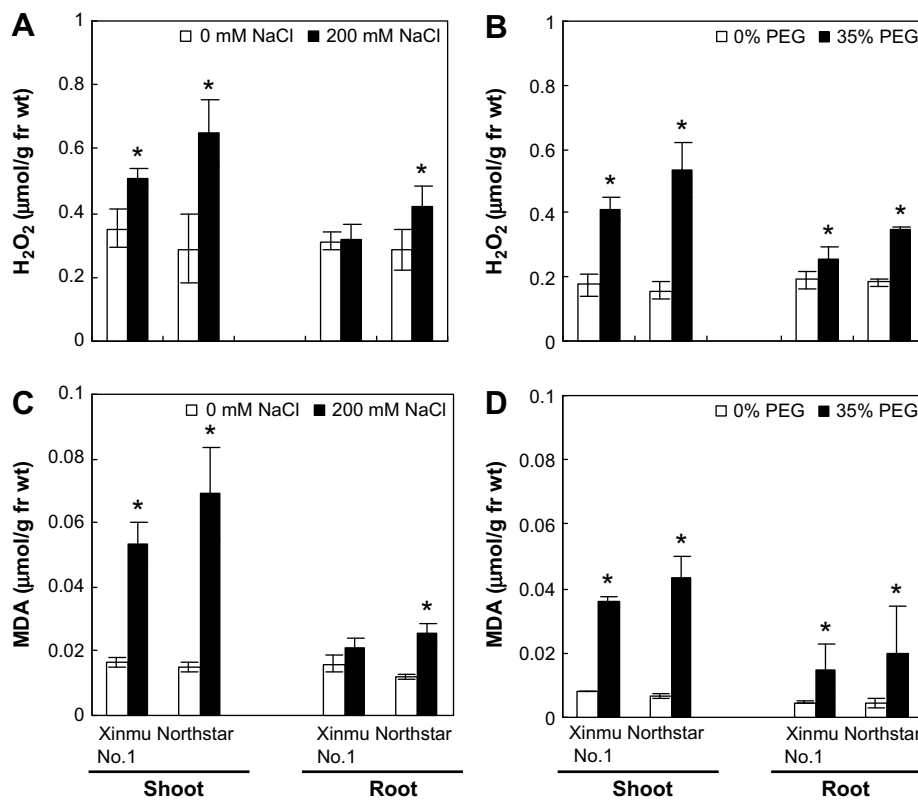 A
□ 0 mM NaCl ■ 200 mM NaCl
H₂O₂ (μmol/g fr wt)
1
0.8
0.6
0.4
0.2
0
* * *
B
□ 0% PEG ■ 35% PEG
H₂O₂ (μmol/g fr wt)
1
0.8
0.6
0.4
0.2
0
* * * *
C
□ 0 mM NaCl ■ 200 mM NaCl
MDA (μmol/g fr wt)
0.1
0.08
0.06
0.04
0.02
0
* * *
Xinmu Northstar Xinmu Northstar
No.1 No.1
Shoot Root
D
□ 0% PEG ■ 35% PEG
MDA (μmol/g fr wt)
0.1
0.08
0.06
0.04
0.02
0
* * * *
Xinmu Northstar Xinmu Northstar
No.1 No.1
Shoot Root